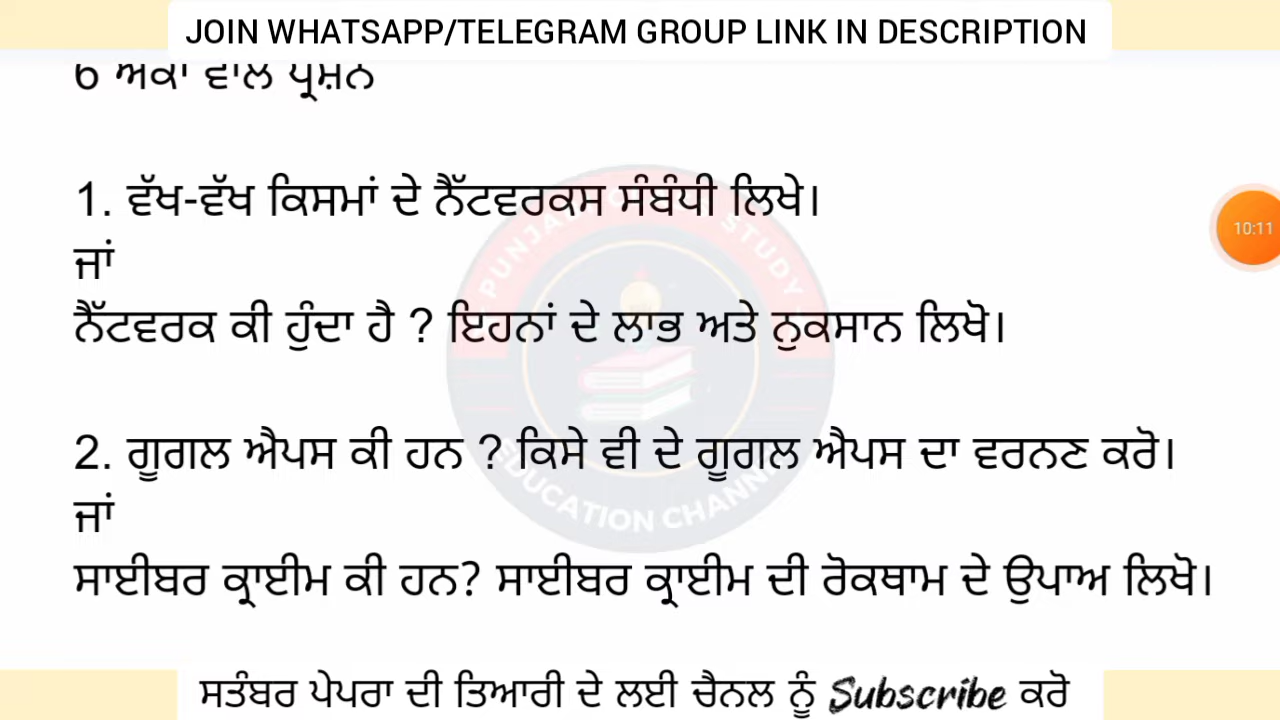 JOIN WHATSAPP/TELEGRAM GROUP LINK IN DESCRIPTION
6 ਅੰਕਾਂ ਵਾਲੇ ਪ੍ਰਸ਼ਨ
1. ਵੱਖ-ਵੱਖ ਕਿਸਮਾਂ ਦੇ ਨੈੱਟਵਰਕਸ ਸੰਬੰਧੀ ਲਿਖੇ।
10:11
ਜਾਂ
ਨੈੱਟਵਰਕ ਕੀ ਹੁੰਦਾ ਹੈ ? ਇਹਨਾਂ ਦੇ ਲਾਭ ਅਤੇ ਨੁਕਸਾਨ ਲਿਖੋ।
2. ਗੂਗਲ ਐਪਸ ਕੀ ਹਨ ? ਕਿਸੇ ਵੀ ਦੇ ਗੂਗਲ ਐਪਸ ਦਾ ਵਰਨਣ ਕਰੋ।
ਜਾਂ
ਸਾਈਬਰ ਕ੍ਰਾਈਮ ਕੀ ਹਨ? ਸਾਈਬਰ ਕ੍ਰਾਈਮ ਦੀ ਰੋਕਥਾਮ ਦੇ ਉਪਾਅ ਲਿਖੋ।
EDUCATION CHANNEL
ਸਤੰਬਰ ਪੇਪਰਾ ਦੀ ਤਿਆਰੀ ਦੇ ਲਈ ਚੈਨਲ ਨੂੰ Subscribe ਕਰੋ